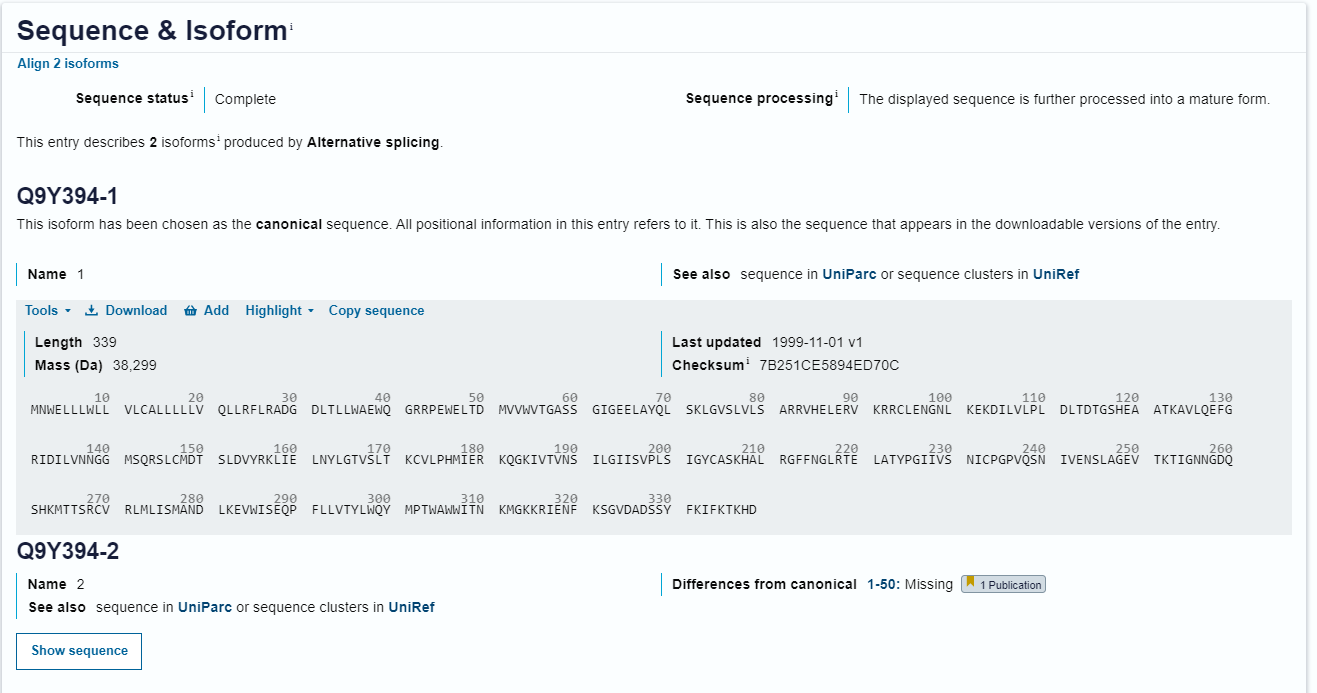 Sequence & Isoform i
Align 2 isoforms
Sequence status i Complete
Sequence processing i The displayed sequence is further processed into a mature form.
This entry describes 2 isoforms i produced by Alternative splicing.
Q9Y394-1
This isoform has been chosen as the canonical sequence. All positional information in this entry refers to it. This is also the sequence that appears in the downloadable versions of the entry.
Name 1
See also sequence in UniParc or sequence clusters in UniRef
Tools Download Add Highlight Copy sequence
Length 339
Mass (Da) 38,299
Last updated 1999-11-01 v1
Checksum i 7B251CE5894ED70C
10 20 30 40 50 60 70 80 90 100 110 120 130
MNWELLLWLL VLCALLLLLV QLLRFLRADG DLTLLWAEWQ GRRPEWELTD MVVWVTGASS GIGEELAYQL SKLGVSLVLS ARRVHELERV KRRCLENGNL KEKDILVLPL DLTDTGSHEA ATKAVLQEFG
140 150 160 170 180 190 200 210 220 230 240 250 260
RIDILVNNGG MSQRSLCMDT SLDVYRKLIE LNYLGTVSLT KCVLPHMIER KQGKIVTVNS ILGIISVPLS IGYCASKHAL RGFFNGLRTE LATYPGIIVS NICPGPVQSN IVENSLAGEV TKTIGNNGDQ
270 280 290 300 310 320 330
SHKMTTSRCV RLMLISMAND LKEVWISEQP FLLVTYLWQY MPTWAWWITN KMGKKRIENF KSGVDADSSY FKIFKTKHD
Q9Y394-2
Name 2
Differences from canonical 1-50: Missing 1 Publication
See also sequence in UniParc or sequence clusters in UniRef
Show sequence